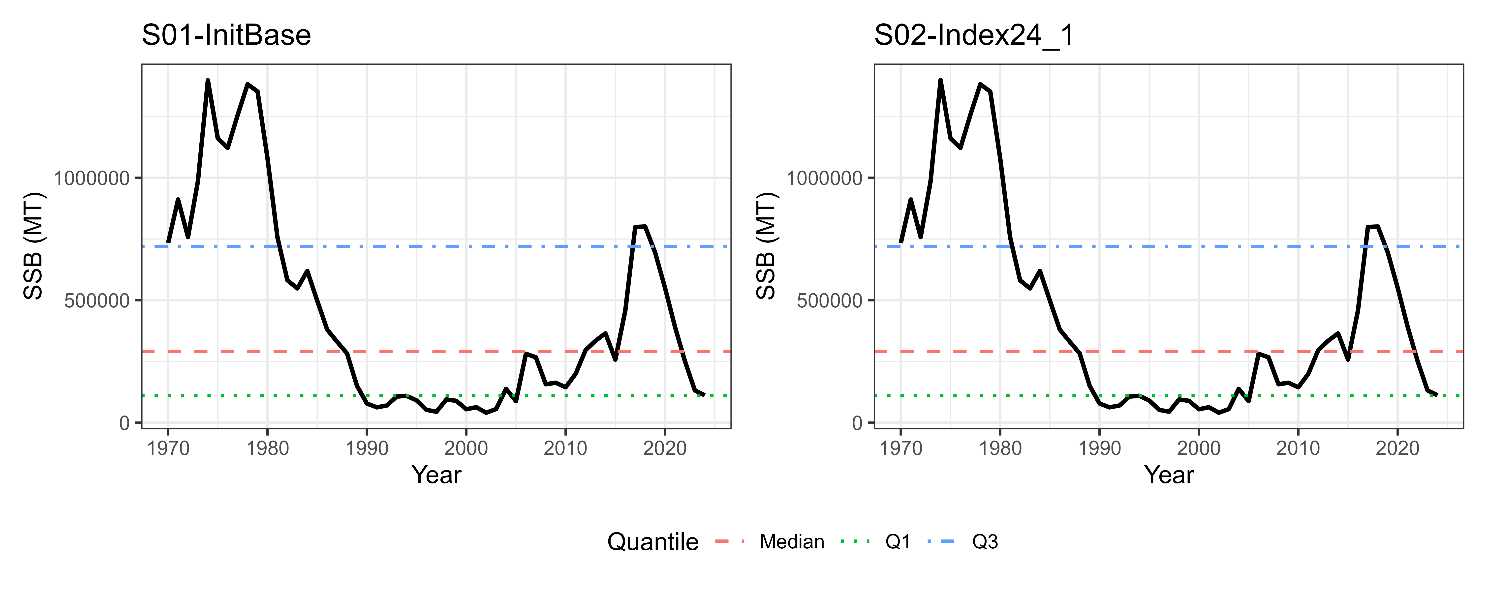 S01-InitBase
S02-Index24_1
SSB (MT)
1000000
500000
0
1970 1980 1990 2000 2010 2020
Year
SSB (MT)
1000000
500000
0
1970 1980 1990 2000 2010 2020
Year
Quantile Median Q1 Q3